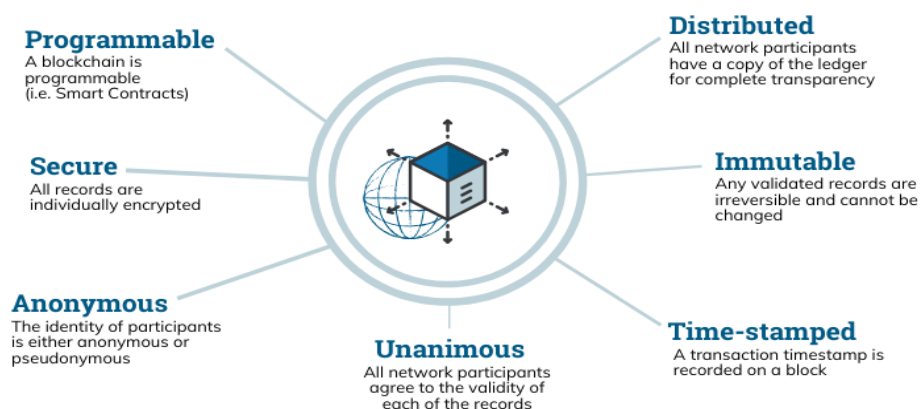 Programmable
A blockchain is
programmable
(i.e. Smart Contracts)
Secure
All records are
individually encrypted
Anonymous
The identity of participants
is either anonymous or
pseudonymous
Unanimous
All network participants
agree to the validity of
each of the records
Distributed
All network participants
have a copy of the ledger
for complete transparency
Immutable
Any validated records are
irreversible and cannot be
changed
Time-stamped
A transaction timestamp is
recorded on a block